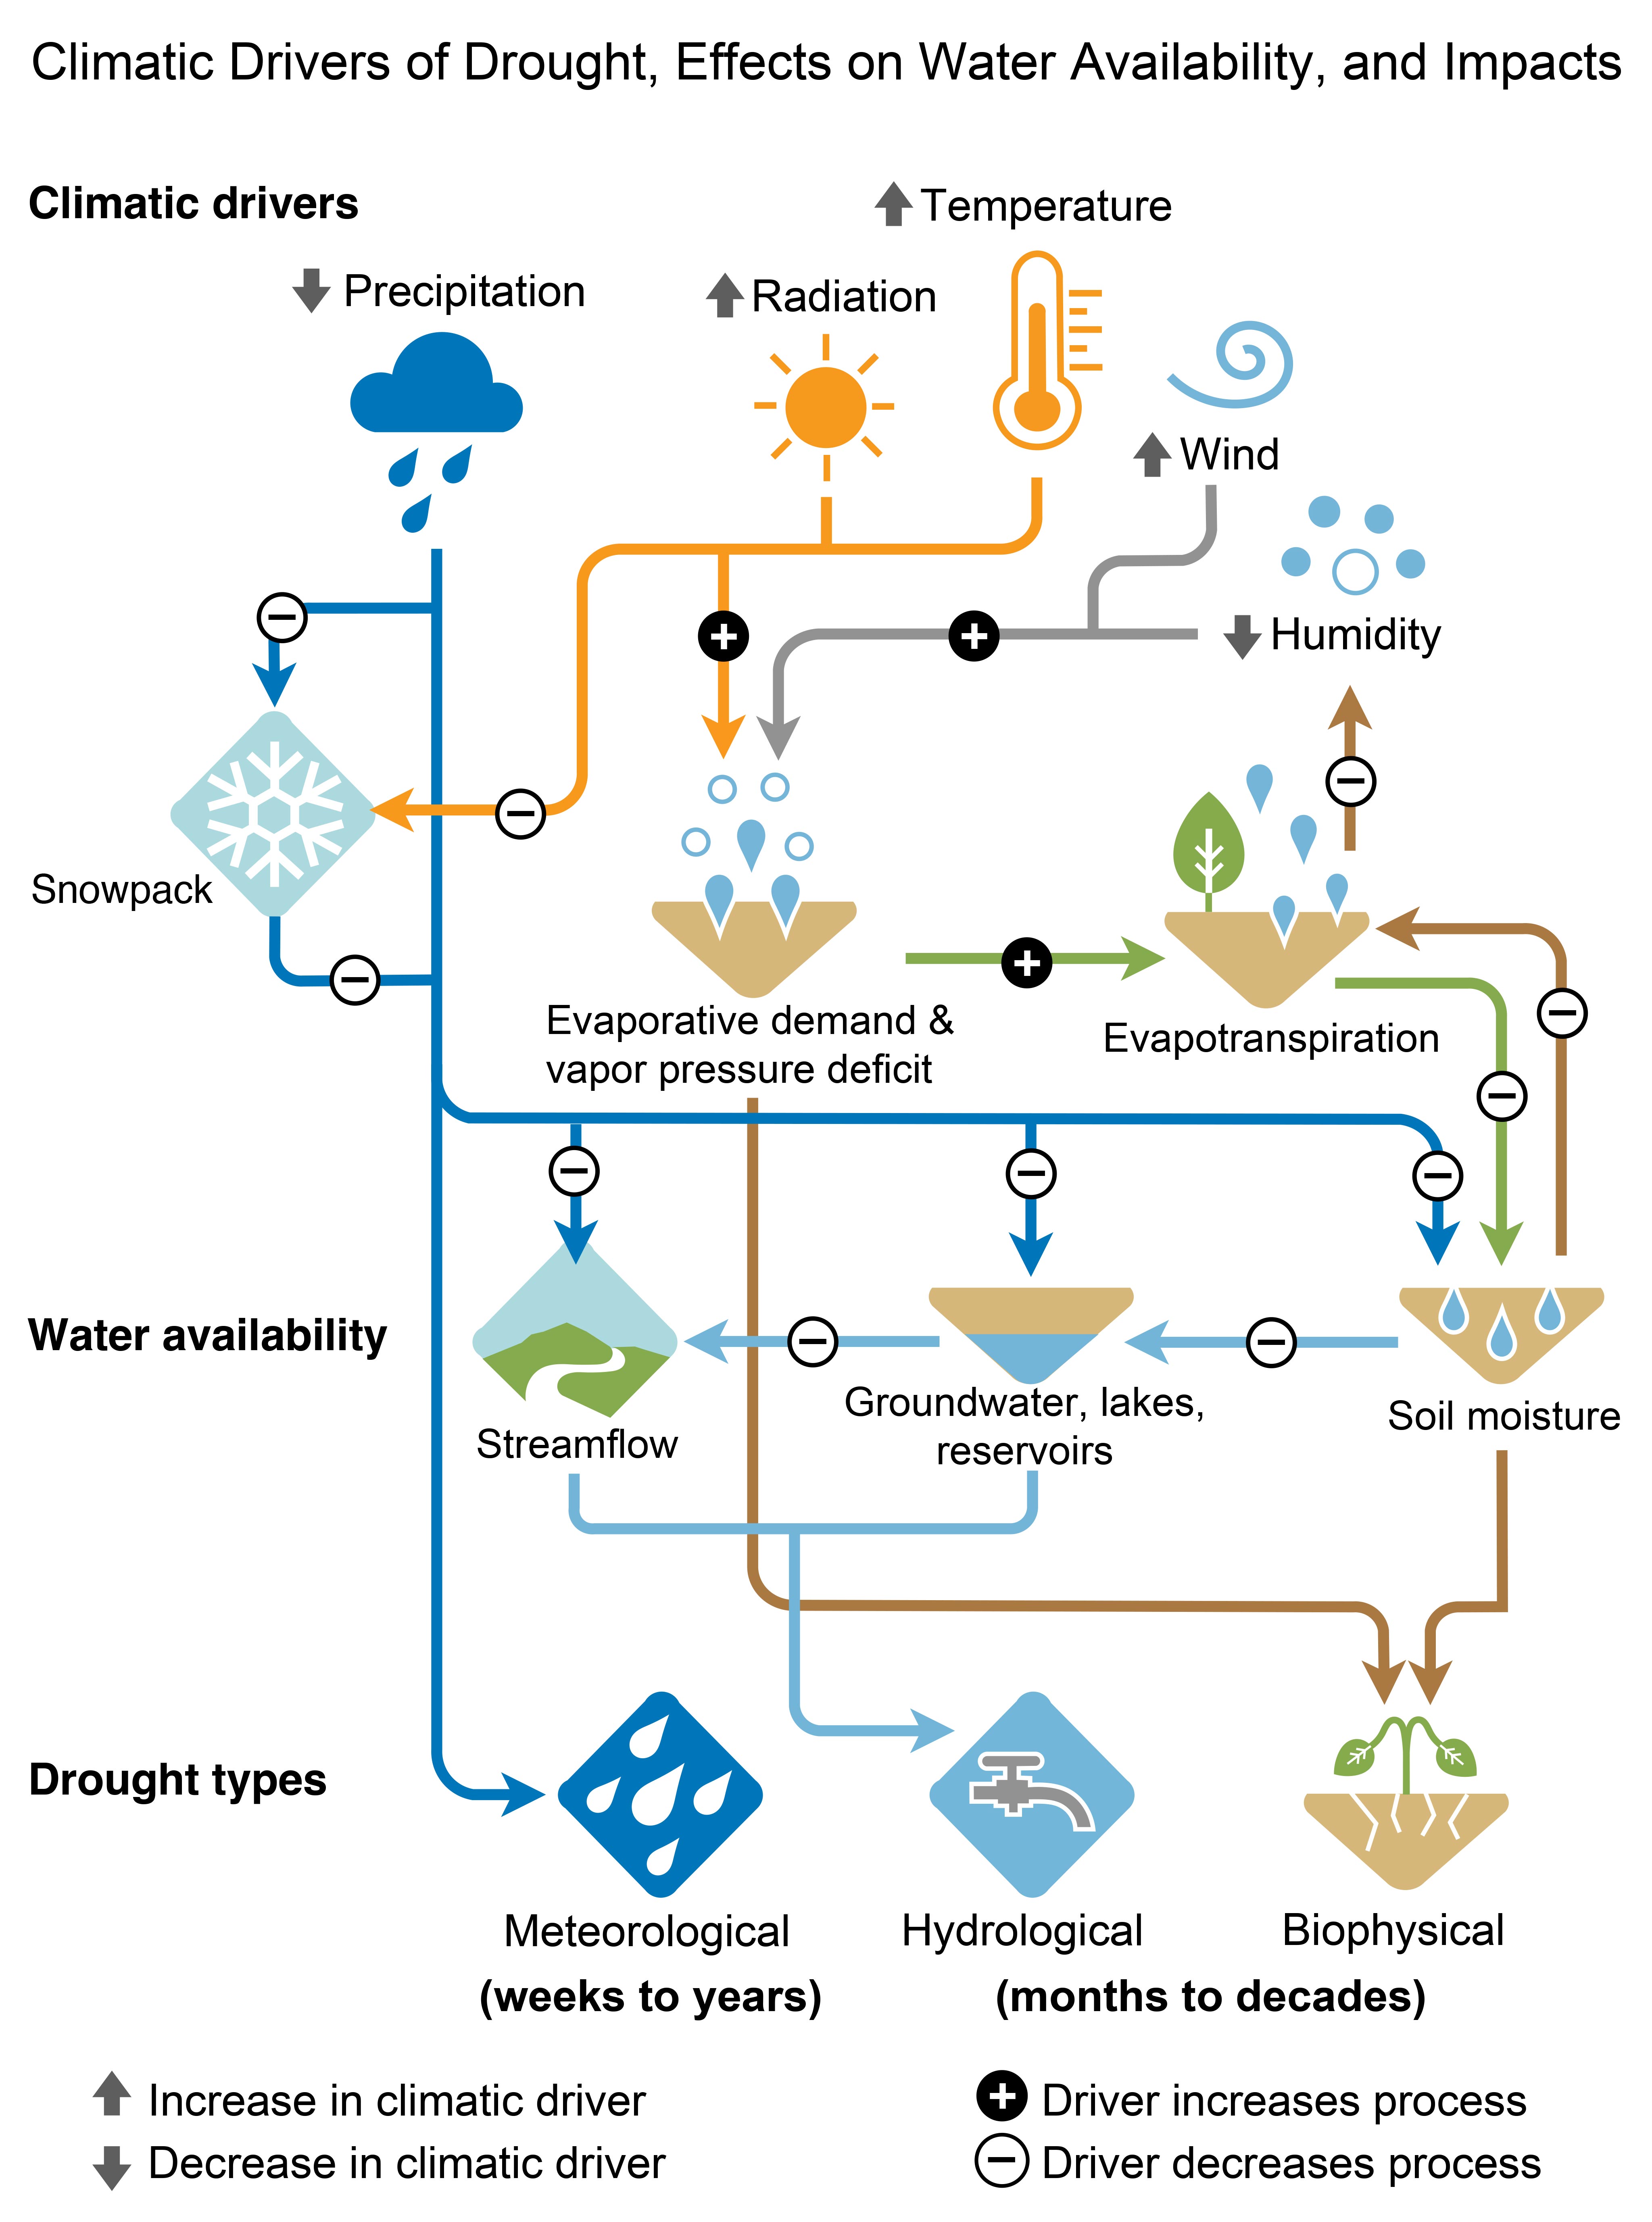 Climatic Drivers of Drought, Effects on Water Availability, and Impacts
Climatic drivers
Temperature
Precipitation
Radiation
Wind
Humidity
Snowpack
Evaporative demand &
vapor pressure deficit
Evapotranspiration
Water availability
Streamflow
Groundwater, lakes,
reservoirs
Soil moisture
Drought types
Meteorological
Hydrological
Biophysical
(weeks to years)
(months to decades)
Increase in climatic driver
Decrease in climatic driver
Driver increases process
Driver decreases process